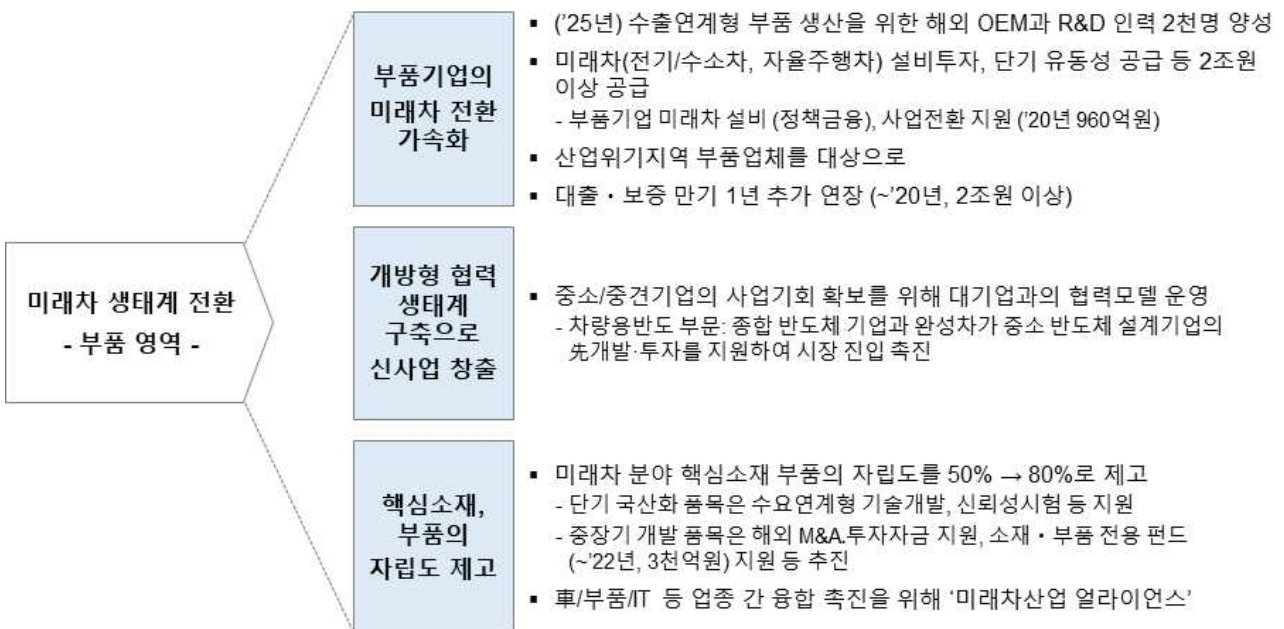 미래차 생태계 전환
- 부품 영역 -
부품기업의
미래차 전환
가속화
▪ (’25년) 수출연계형 부품 생산을 위한 해외 OEM과 R&D 인력 2천명 양성
▪ 미래차(전기/수소차, 자율주행차) 설비투자, 단기 유동성 공급 등 2조원
이상 공급
- 부품기업 미래차 설비 (정책금융), 사업전환 지원 (’20년 960억원)
▪ 산업위기지역 부품업체를 대상으로
▪ 대출・보증 만기 1년 추가 연장 (~’20년, 2조원 이상)
개방형 협력
생태계
구축으로
신사업 창출
▪ 중소/중견기업의 사업기회 확보를 위해 대기업과의 협력모델 운영
- 차량용반도 부문: 종합 반도체 기업과 완성차가 중소 반도체 설계기업의
先개발·투자를 지원하여 시장 진입 촉진
핵심소재,
부품의
자립도 제고
▪ 미래차 분야 핵심소재 부품의 자립도를 50% → 80%로 제고
- 단기 국산화 품목은 수요연계형 기술개발, 신뢰성시험 등 지원
- 중장기 개발 품목은 해외 M&A.투자자금 지원, 소재・부품 전용 펀드
(~’22년, 3천억원) 지원 등 추진
▪ 車/부품/IT 등 업종 간 융합 촉진을 위해 ‘미래차산업 얼라이언스’